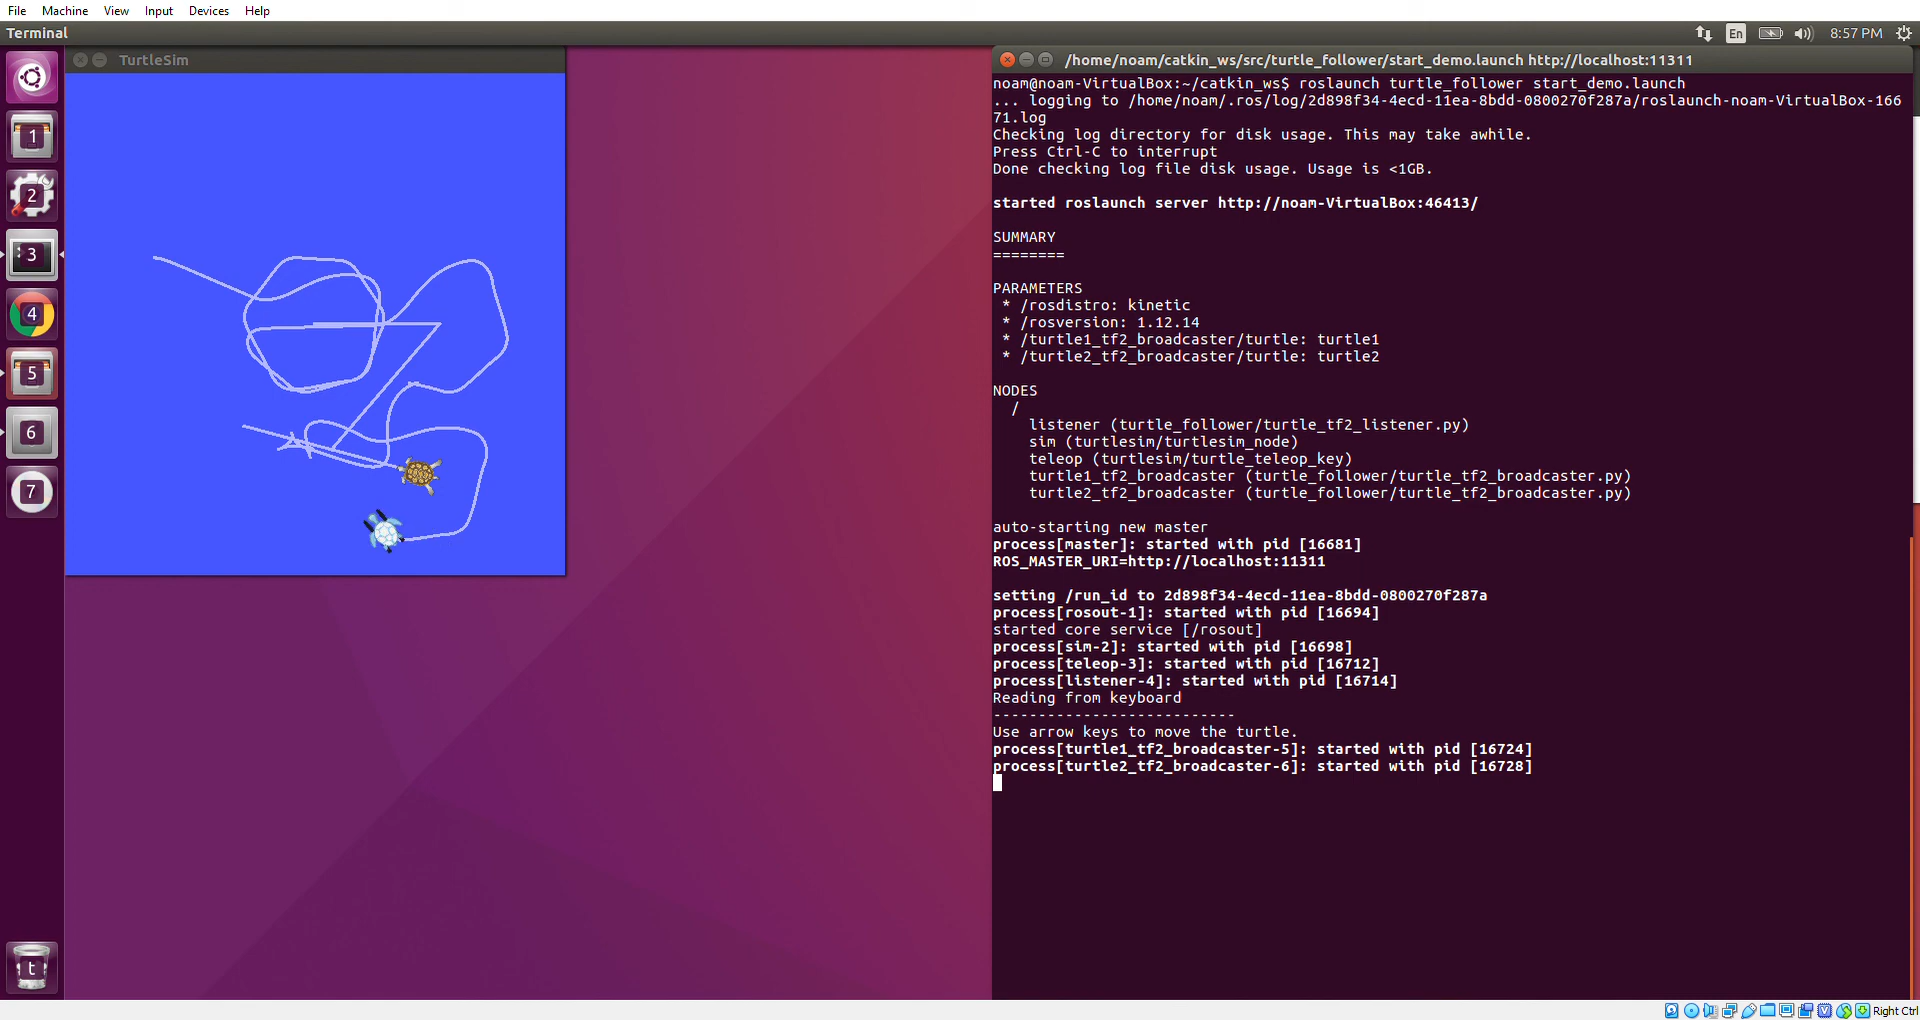 File Machine View Input Devices Help
Terminal
En
8:57 PM
TurtleSim
1
2
3
4
5
6
7
t
/home/noam/catkin_ws/src/turtle_follower/start_demo.launch http://localhost:11311
noam@noam-VirtualBox:~/catkin_ws$ roslaunch turtle_follower start_demo.launch
... logging to /home/noam/.ros/log/2d898f34-4ecd-11ea-8bdd-0800270f287a/roslaunch-noam-VirtualBox-166
71.log
Checking log directory for disk usage. This may take awhile.
Press Ctrl-C to interrupt
Done checking log file disk usage. Usage is <1GB.
started roslaunch server http://noam-VirtualBox:46413/
SUMMARY
========
PARAMETERS
* /rosdistro: kinetic
* /rosversion: 1.12.14
* /turtle1_tf2_broadcaster/turtle: turtle1
* /turtle2_tf2_broadcaster/turtle: turtle2
NODES
/
listener (turtle_follower/turtle_tf2_listener.py)
sim (turtlesim/turtlesim_node)
teleop (turtlesim/turtle_teleop_key)
turtle1_tf2_broadcaster (turtle_follower/turtle_tf2_broadcaster.py)
turtle2_tf2_broadcaster (turtle_follower/turtle_tf2_broadcaster.py)
auto-starting new master
process[master]: started with pid [16681]
ROS_MASTER_URI=http://localhost:11311
setting /run_id to 2d898f34-4ecd-11ea-8bdd-0800270f287a
process[rosout-1]: started with pid [16694]
started core service [/rosout]
process[sim-2]: started with pid [16698]
process[teleop-3]: started with pid [16712]
process[listener-4]: started with pid [16714]
Reading from keyboard
---------------------------
Use arrow keys to move the turtle.
process[turtle1_tf2_broadcaster-5]: started with pid [16724]
process[turtle2_tf2_broadcaster-6]: started with pid [16728]
Right Ctrl